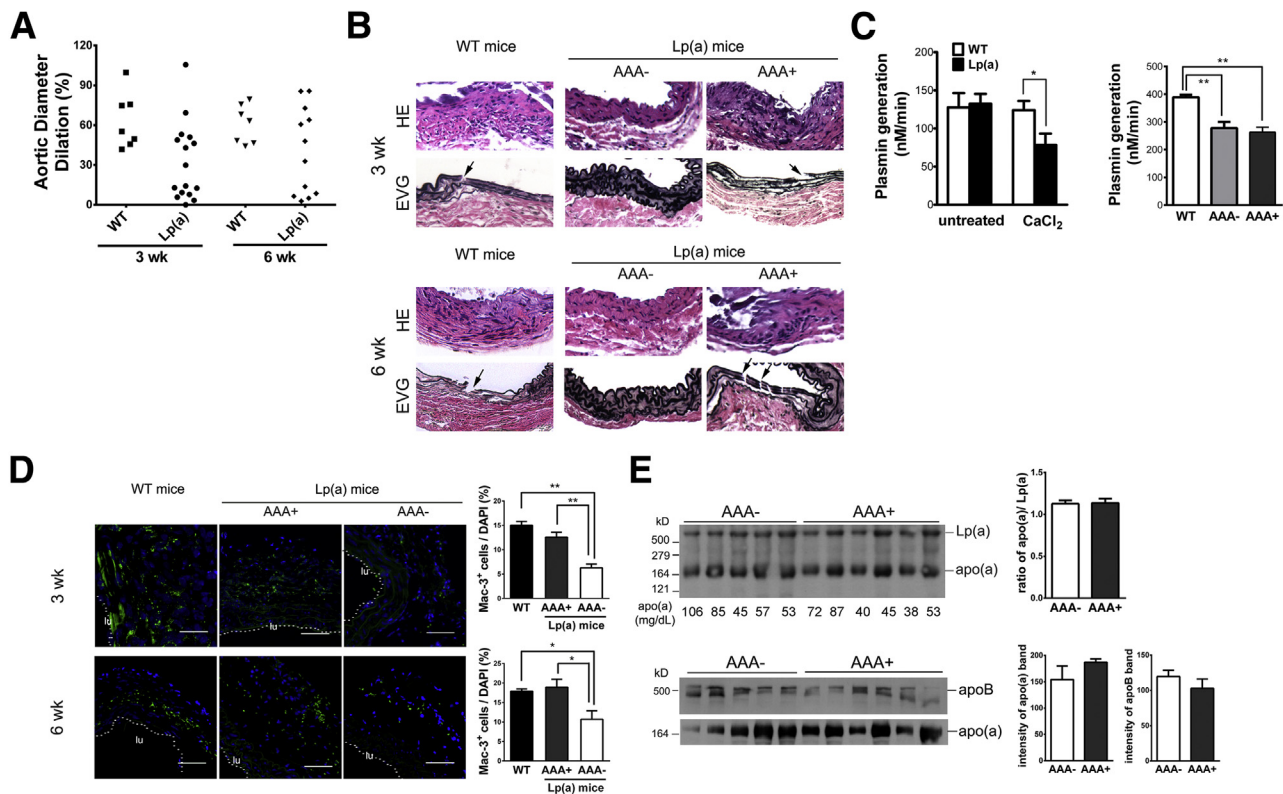 A
Aortic Diameter
Dilation (%)
120
90
60
30
0
WT
Lp(a)
WT
Lp(a)
3 wk
6 wk
B
WT mice
Lp(a) mice
AAA-
AAA+
3 wk
HE
EVG
WT mice
Lp(a) mice
AAA-
AAA+
6 wk
HE
EVG
C
Plasmin generation
(nM/min)
200
150
100
50
0
WT
Lp(a)
*
untreated
CaCl₂
Plasmin generation
(nM/min)
500
400
300
200
100
0
**
**
WT
AAA-
AAA+
D
WT mice
Lp(a) mice
AAA+
AAA-
3 wk
lu
lu
lu
6 wk
lu
lu
lu
Mac-3⁺ cells / DAPI (%)
20
15
10
5
0
**
**
WT
AAA+
AAA-
Lp(a) mice
Mac-3⁺ cells / DAPI (%)
25
20
15
10
5
0
*
*
WT
AAA+
AAA-
Lp(a) mice
E
AAA-
AAA+
kD
500
279
164
121
Lp(a)
apo(a)
apo(a)
(mg/dL)
106 85 45 57 53 72 87 40 45 38 53
ratio of apo(a)/ Lp(a)
1.5
1.0
0.5
0.0
AAA-
AAA+
AAA-
AAA+
kD
500
164
apoB
apo(a)
intensity of apo(a) band
200
150
100
50
0
AAA-
AAA+
intensity of apoB band
200
150
100
50
0
AAA-
AAA+